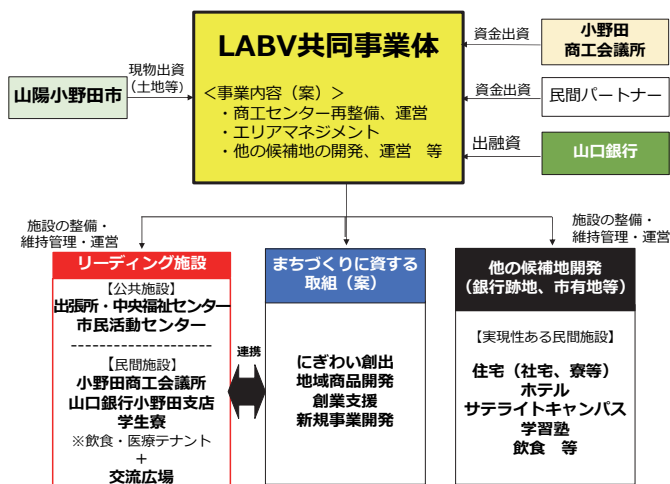 LABV共同事業体
＜事業内容（案）＞
・商工センター再整備、運営
・エリアマネジメント
・他の候補地の開発、運営　等
山陽小野田市
現物出資
（土地等）
資金出資
小野田
商工会議所
資金出資
民間パートナー
出融資
山口銀行
施設の整備・
維持管理・運営
施設の整備・
維持管理・運営
リーディング施設
【公共施設】
出張所・中央福祉センター
市民活動センター
---------------------
【民間施設】
小野田商工会議所
山口銀行小野田支店
学生寮
※飲食・医療テナント
+
交流広場
連携
まちづくりに資する
取組（案）
にぎわい創出
地域商品開発
創業支援
新規事業開発
他の候補地開発
（銀行跡地、市有地等）
【実現性ある民間施設】
住宅（社宅、寮等）
ホテル
サテライトキャンパス
学習塾
飲食　等